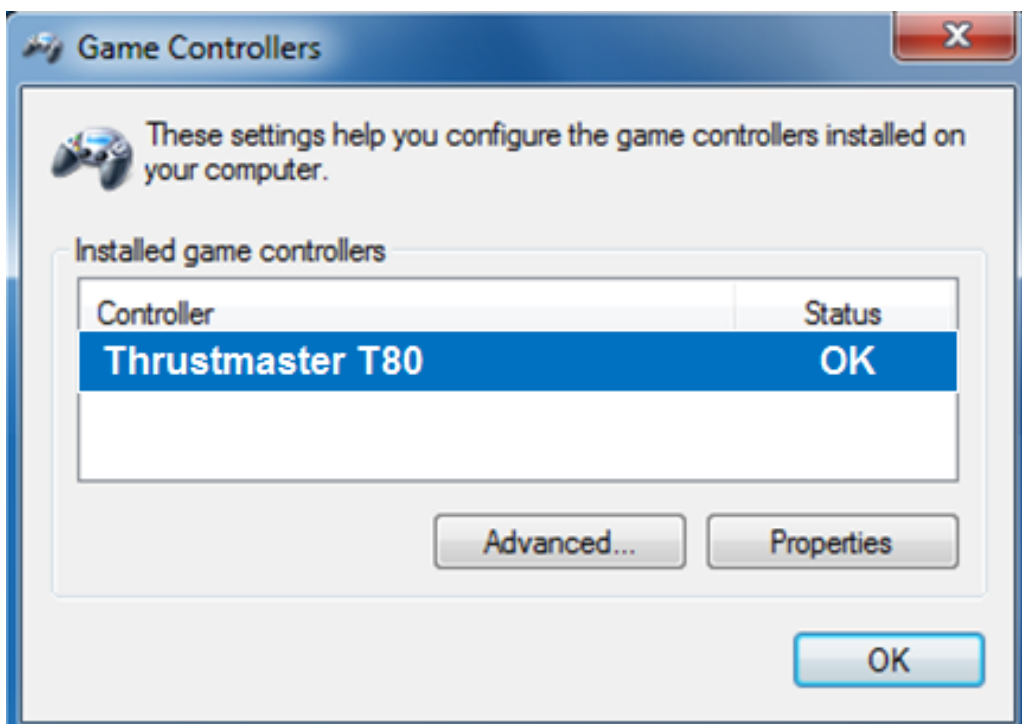 Game Controllers
These settings help you configure the game controllers installed on
your computer.
Installed game controllers
Controller Status
Thrustmaster T80 OK
Advanced... Properties
OK